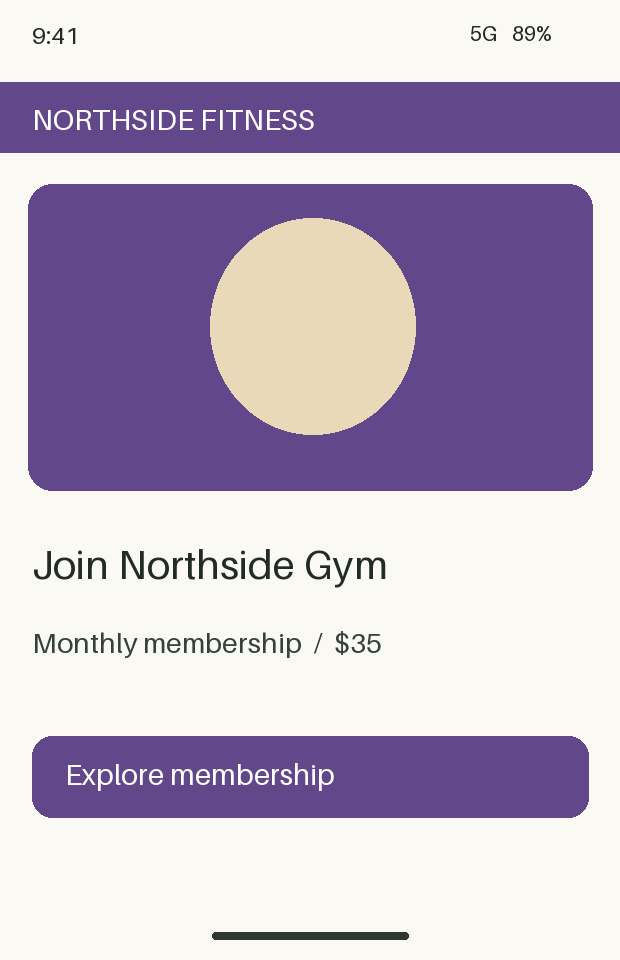 9:41 5G 89%
NORTHSIDE FITNESS
Join Northside Gym
Monthly membership / $35
Explore membership